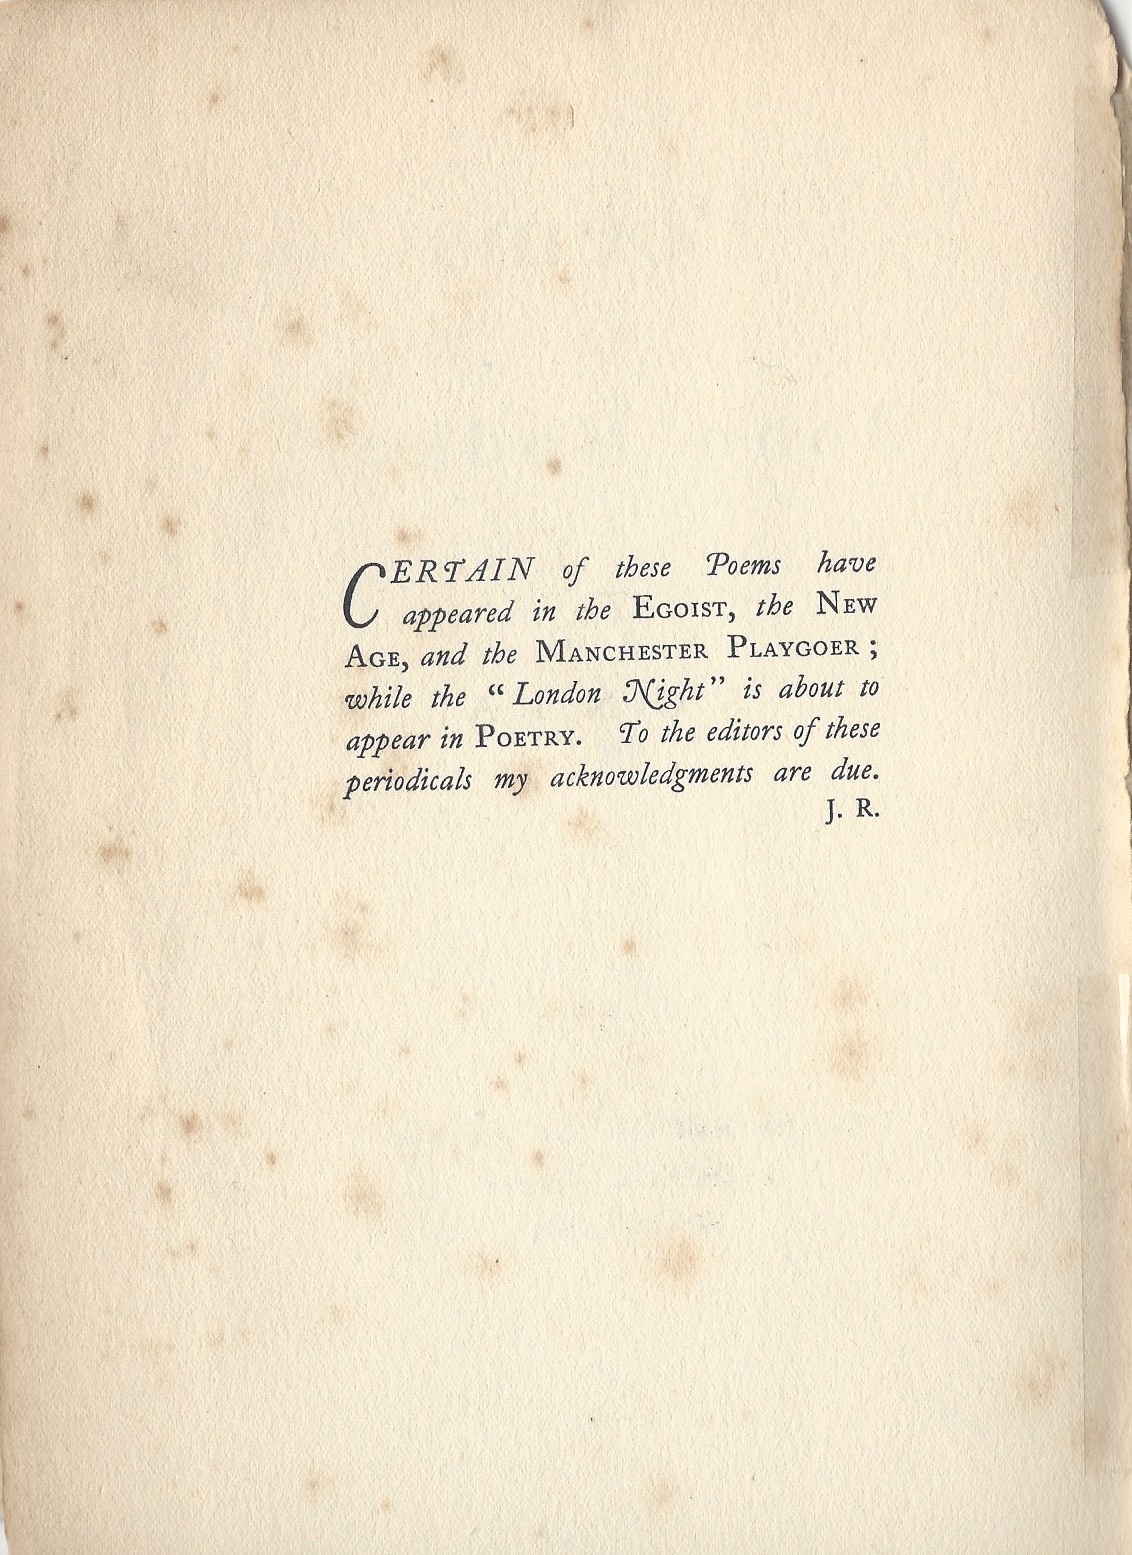 CERTAIN of these Poems have
appeared in the EGOIST, the NEW
AGE, and the MANCHESTER PLAYGOER ;
while the “ London Night” is about to
appear in POETRY. To the editors of these
periodicals my acknowledgments are due.
J. R.